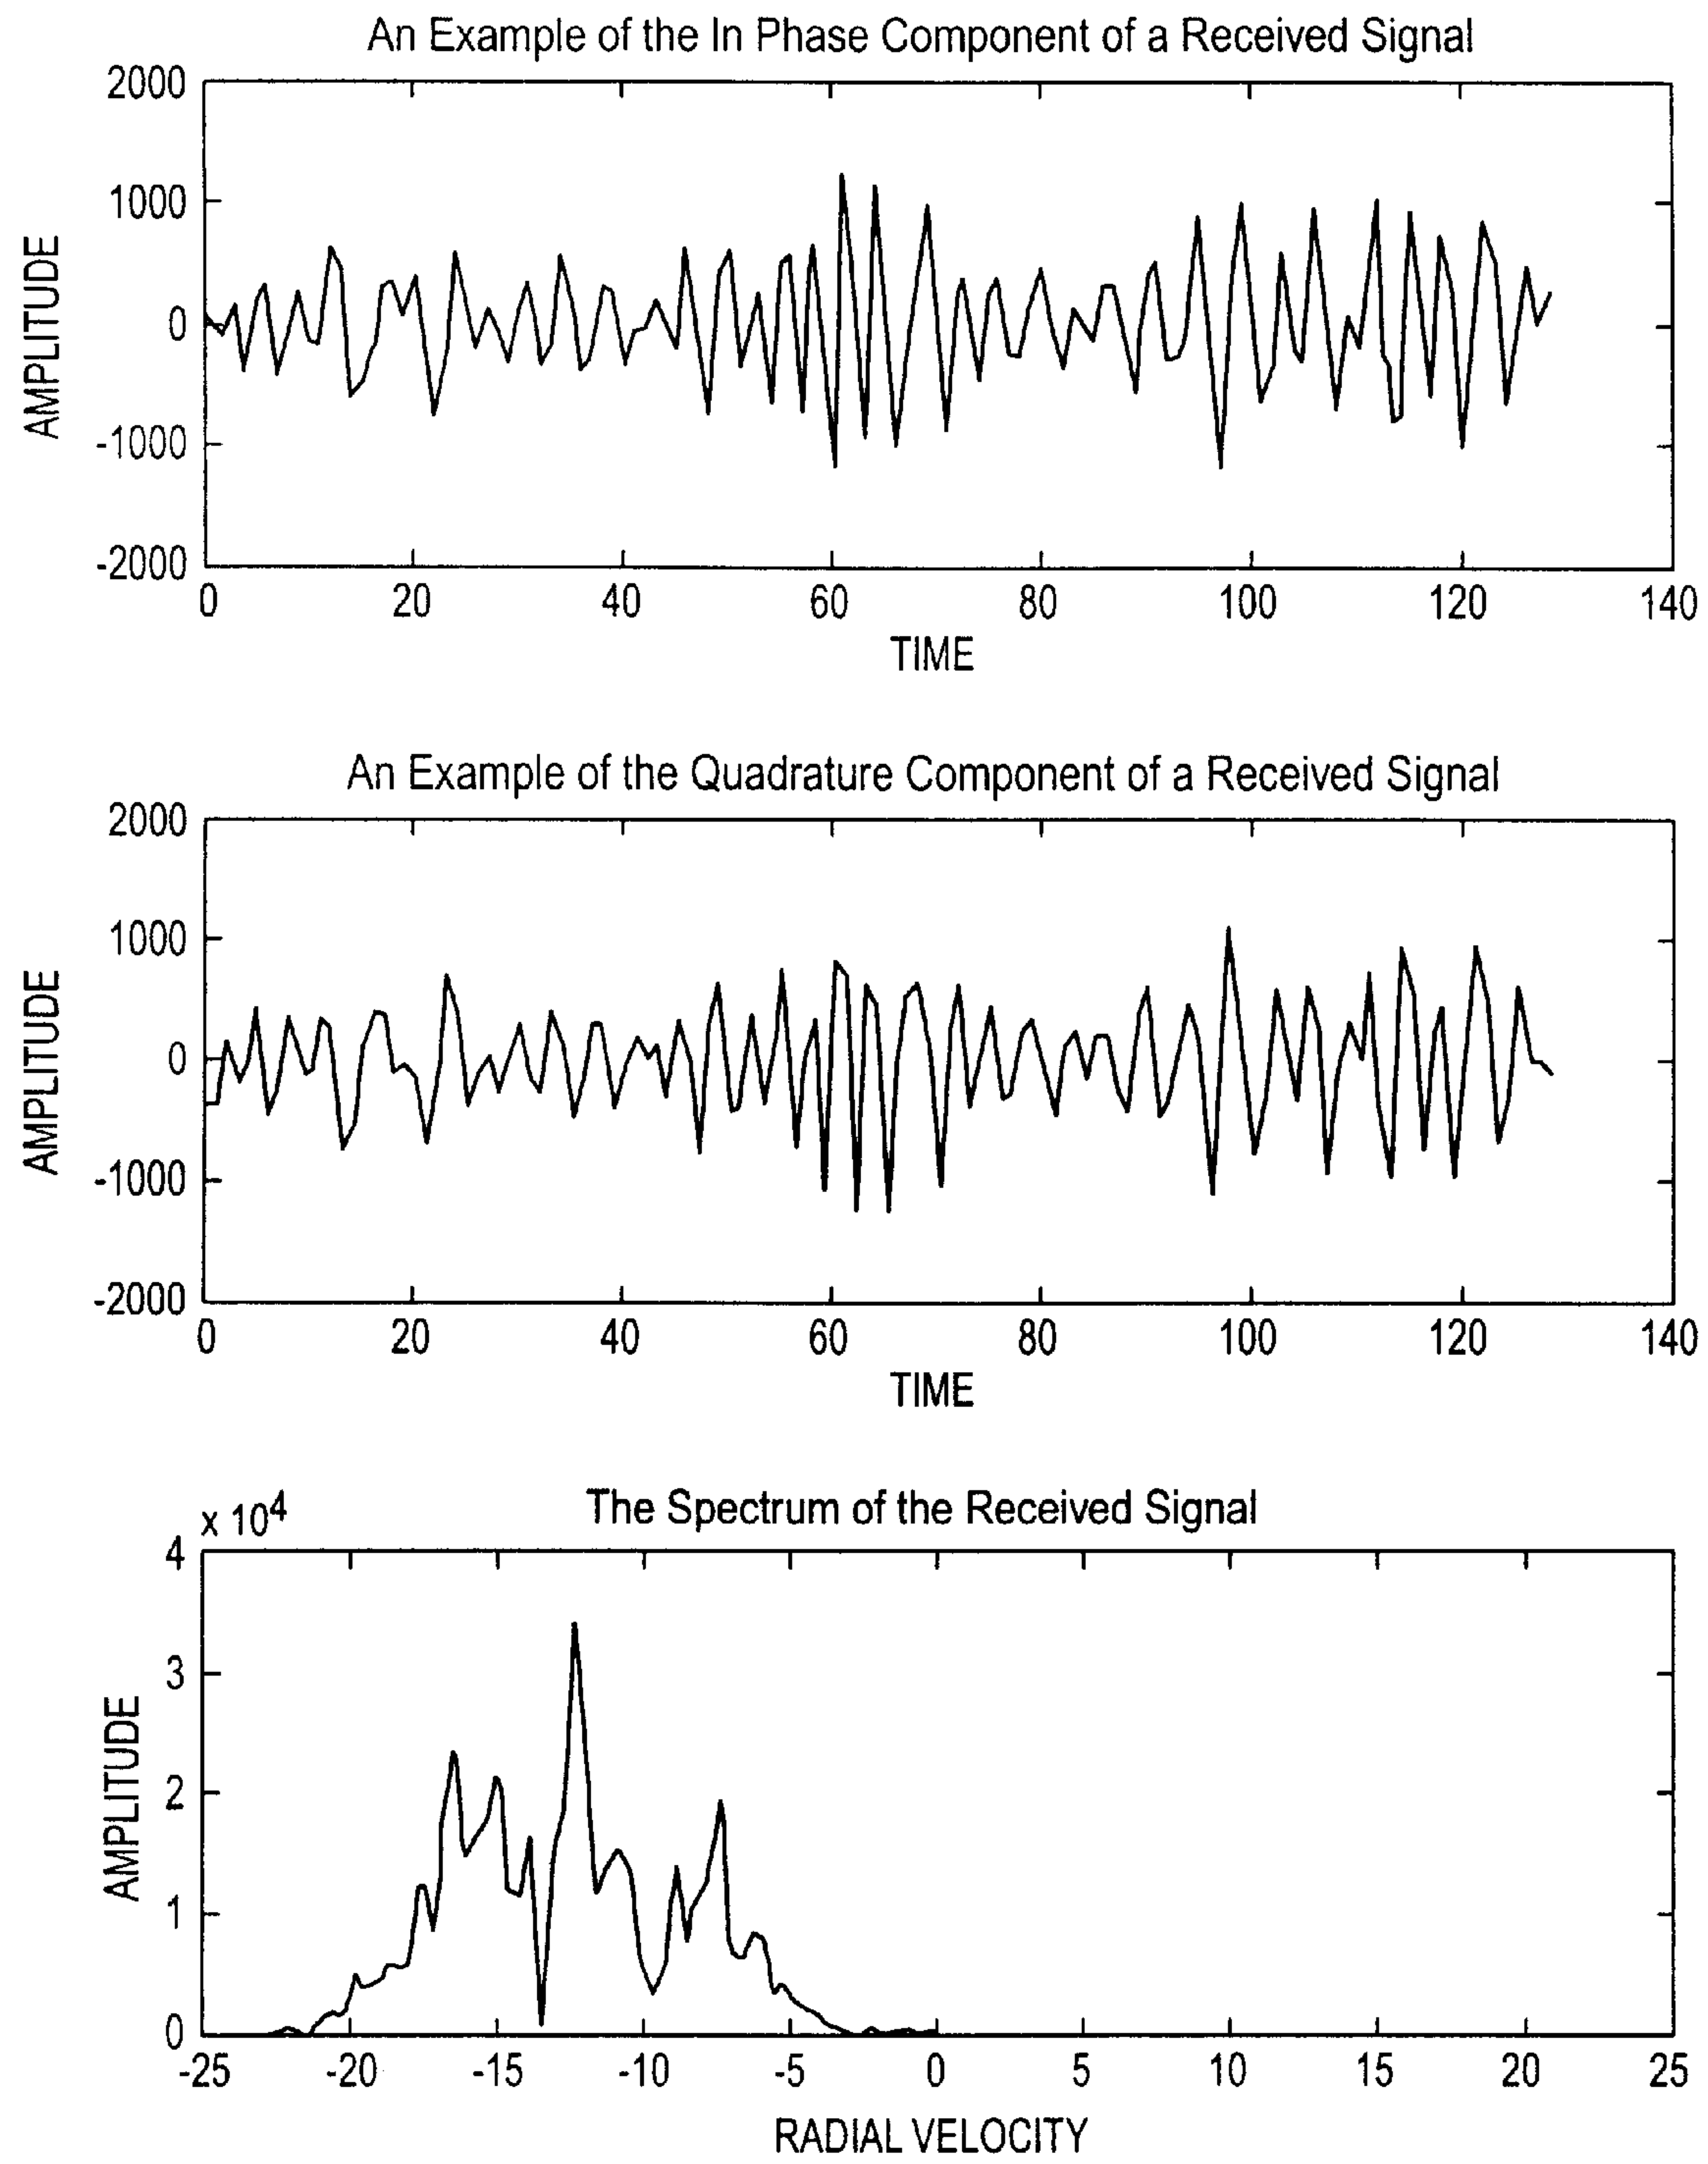 An Example of the In Phase Component of a Received Signal
2000
1000
0
-1000
-2000
AMPLITUDE
0 20 40 60 80 100 120 140
TIME
An Example of the Quadrature Component of a Received Signal
2000
1000
0
-1000
-2000
AMPLITUDE
0 20 40 60 80 100 120 140
TIME
The Spectrum of the Received Signal
x 10⁴
4
3
2
1
0
AMPLITUDE
-25 -20 -15 -10 -5 0 5 10 15 20 25
RADIAL VELOCITY